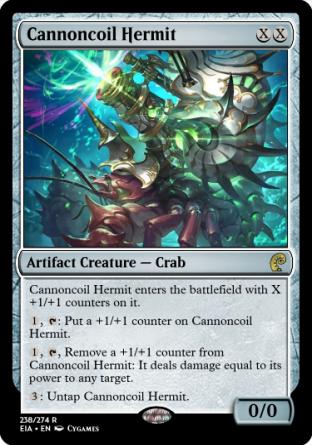 Cannoncoil Hermit XX
Artifact Creature — Crab
Cannoncoil Hermit enters the battlefield with X
+1/+1 counters on it.
1, T: Put a +1/+1 counter on Cannoncoil
Hermit.
1, T, Remove a +1/+1 counter from
Cannoncoil Hermit: It deals damage equal to its
power to any target.
3: Untap Cannoncoil Hermit.
0/0
238/274 R
EIA • EN Cygames